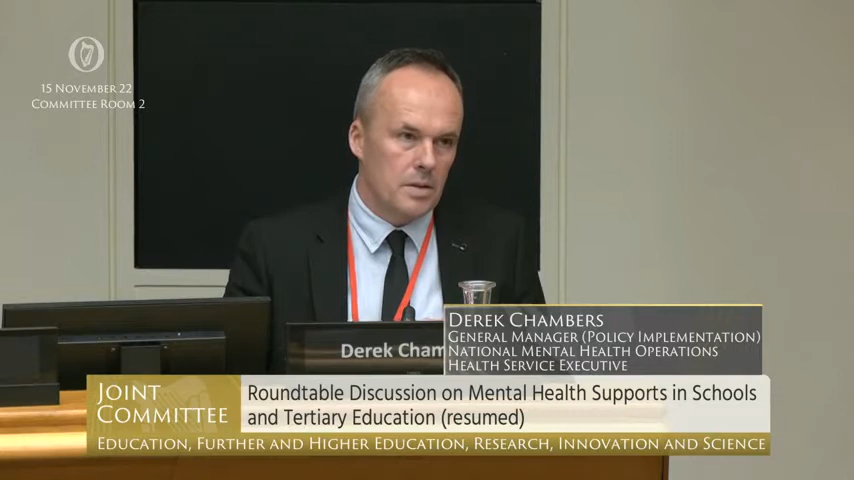 15 November 22
Committee Room 2
Derek Cham
Derek Chambers
General Manager (Policy Implementation)
National Mental Health Operations
Health Service Executive
Joint
Committee
Roundtable Discussion on Mental Health Supports in Schools
and Tertiary Education (resumed)
Education, Further and Higher Education, Research, Innovation and Science